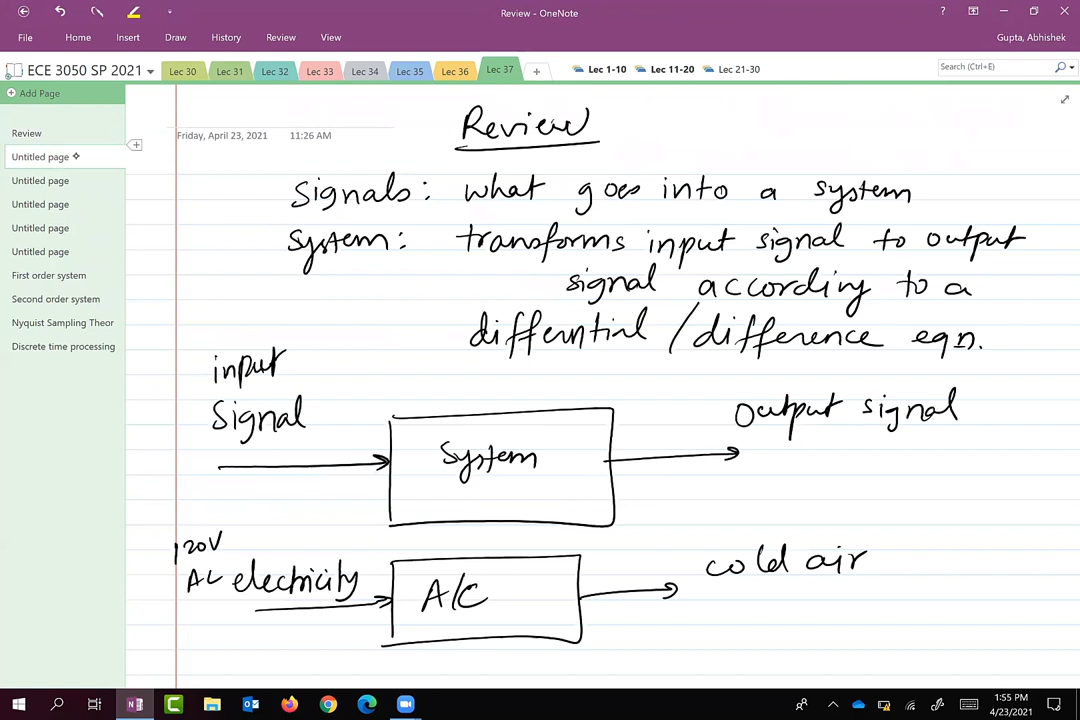 Review - OneNote
?
File Home Insert Draw History Review View
Gupta, Abhishek
ECE 3050 SP 2021
Lec 30 Lec 31 Lec 32 Lec 33 Lec 34 Lec 35 Lec 36 Lec 37 +
Lec 1-10 Lec 11-20 Lec 21-30
Search (Ctrl+E)
Add Page
Review
Untitled page
Untitled page
Untitled page
Untitled page
Untitled page
First order system
Second order system
Nyquist Sampling Theor
Discrete time processing
Friday, April 23, 2021 11:26 AM
Review
Signals: what goes into a system
System: transforms input signal to output
signal according to a
differntial / difference eqn.
input
Signal
System
Output signal
120V
AC electricity
A/C
cold air
1:55 PM
4/23/2021